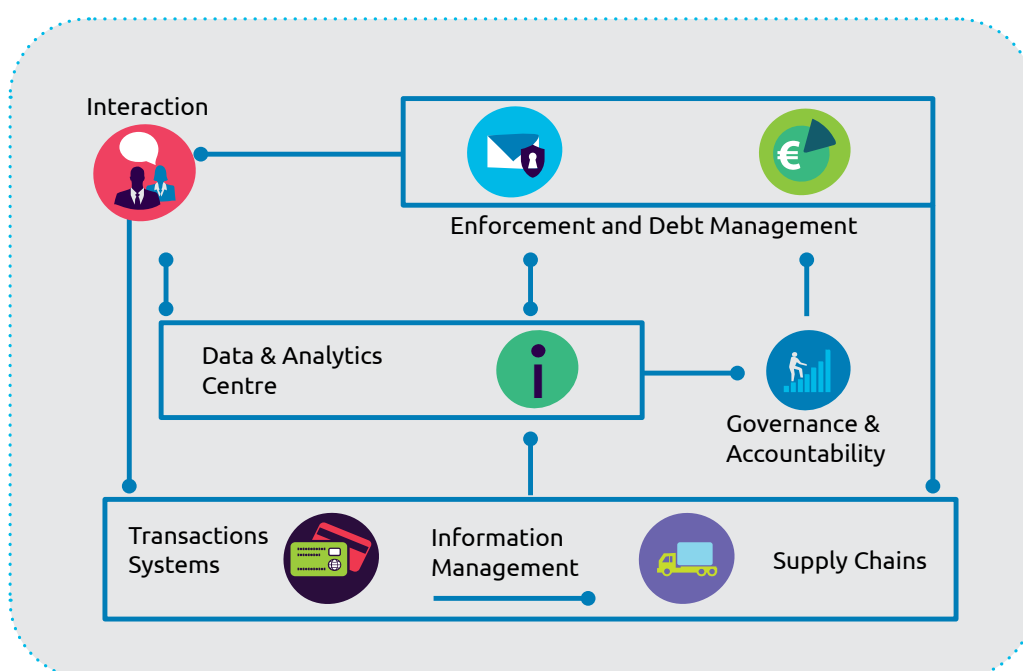 Interaction
€
Enforcement and Debt Management
Data & Analytics
Centre
i
Governance &
Accountability
Transactions
Systems
Information
Management
Supply Chains